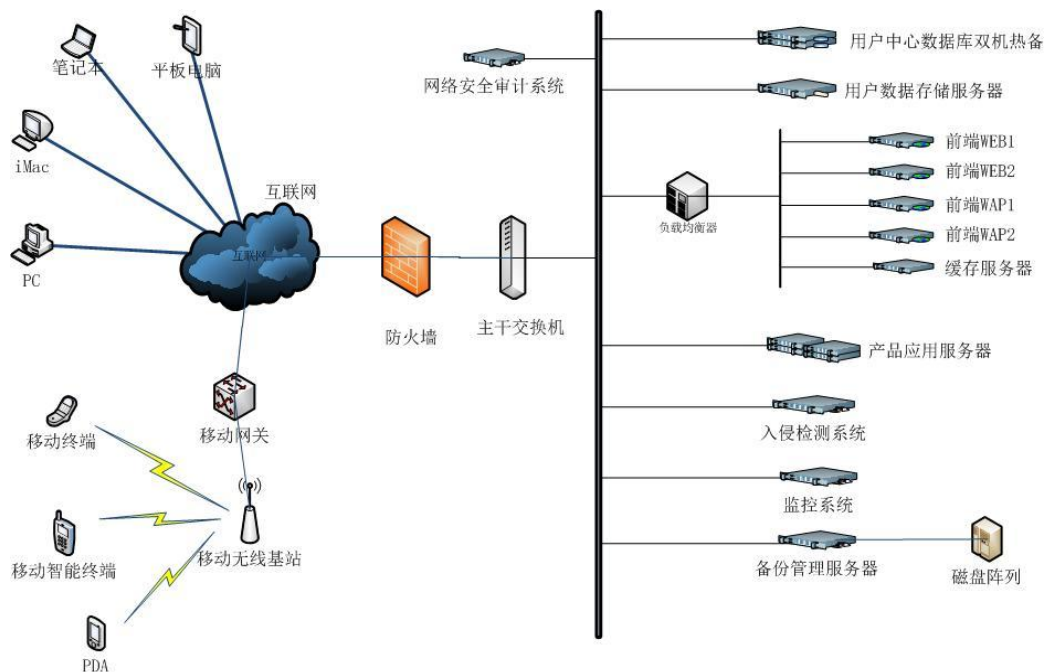 笔记本
平板电脑
iMac
PC
互联网
互联网
防火墙
主干交换机
移动网关
移动终端
移动智能终端
移动无线基站
PDA
网络安全审计系统
用户中心数据库双机热备
用户数据存储服务器
负载均衡器
前端WEB1
前端WEB2
前端WAP1
前端WAP2
缓存服务器
产品应用服务器
入侵检测系统
监控系统
备份管理服务器
磁盘阵列